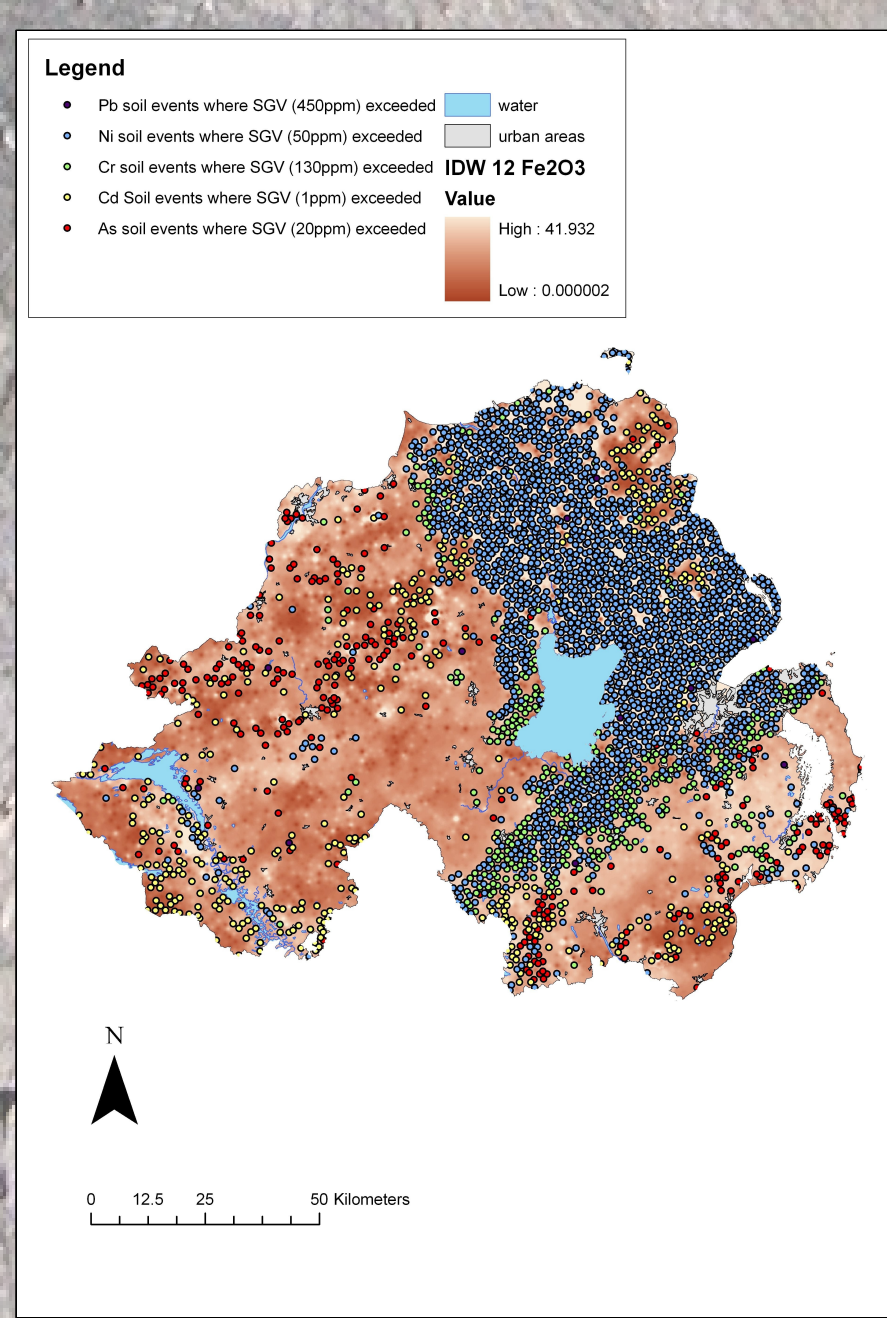 Legend
Pb soil events where SGV (450ppm) exceeded
Ni soil events where SGV (50ppm) exceeded
Cr soil events where SGV (130ppm) exceeded
Cd Soil events where SGV (1ppm) exceeded
As soil events where SGV (20ppm) exceeded
water
urban areas
IDW 12 Fe2O3
Value
High : 41.932
Low : 0.000002
N
0 12.5 25 50 Kilometers